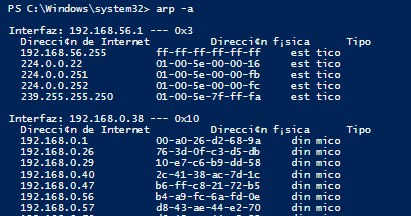 PS C:\Windows\system32> arp -a
Interfaz: 192.168.56.1 --- 0x3
Direcci¢n de Internet Direcci¢n f¡sica Tipo
192.168.56.255 ff-ff-ff-ff-ff-ff est tico
224.0.0.22 01-00-5e-00-00-16 est tico
224.0.0.251 01-00-5e-00-00-fb est tico
224.0.0.252 01-00-5e-00-00-fc est tico
239.255.255.250 01-00-5e-7f-ff-fa est tico
Interfaz: 192.168.0.38 --- 0x10
Direcci¢n de Internet Direcci¢n f¡sica Tipo
192.168.0.1 00-a0-26-d2-68-9a din mico
192.168.0.26 76-3d-0f-c3-d5-db din mico
192.168.0.29 10-e7-c6-b9-dd-58 din mico
192.168.0.40 2c-41-38-ac-7d-1c din mico
192.168.0.47 b6-ff-c8-21-72-b5 din mico
192.168.0.56 b4-a9-fc-6a-fd-0e din mico
192.168.0.57 d8-43-ae-44-e2-70 din mico